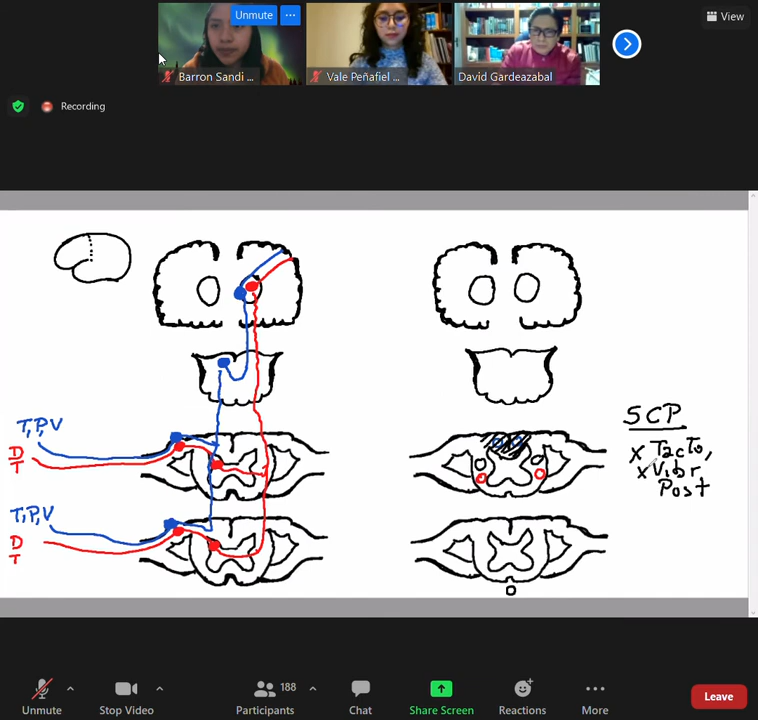 Unmute
...
View
Barron Sandi ...
Vale Peñafiel ...
David Gardeazabal
Recording
SCP
x Tacto,
x Vibr
Post
T,P,V
D
T
T,P,V
D
T
188
Unmute
Stop Video
Participants
Chat
Share Screen
Reactions
More
Leave